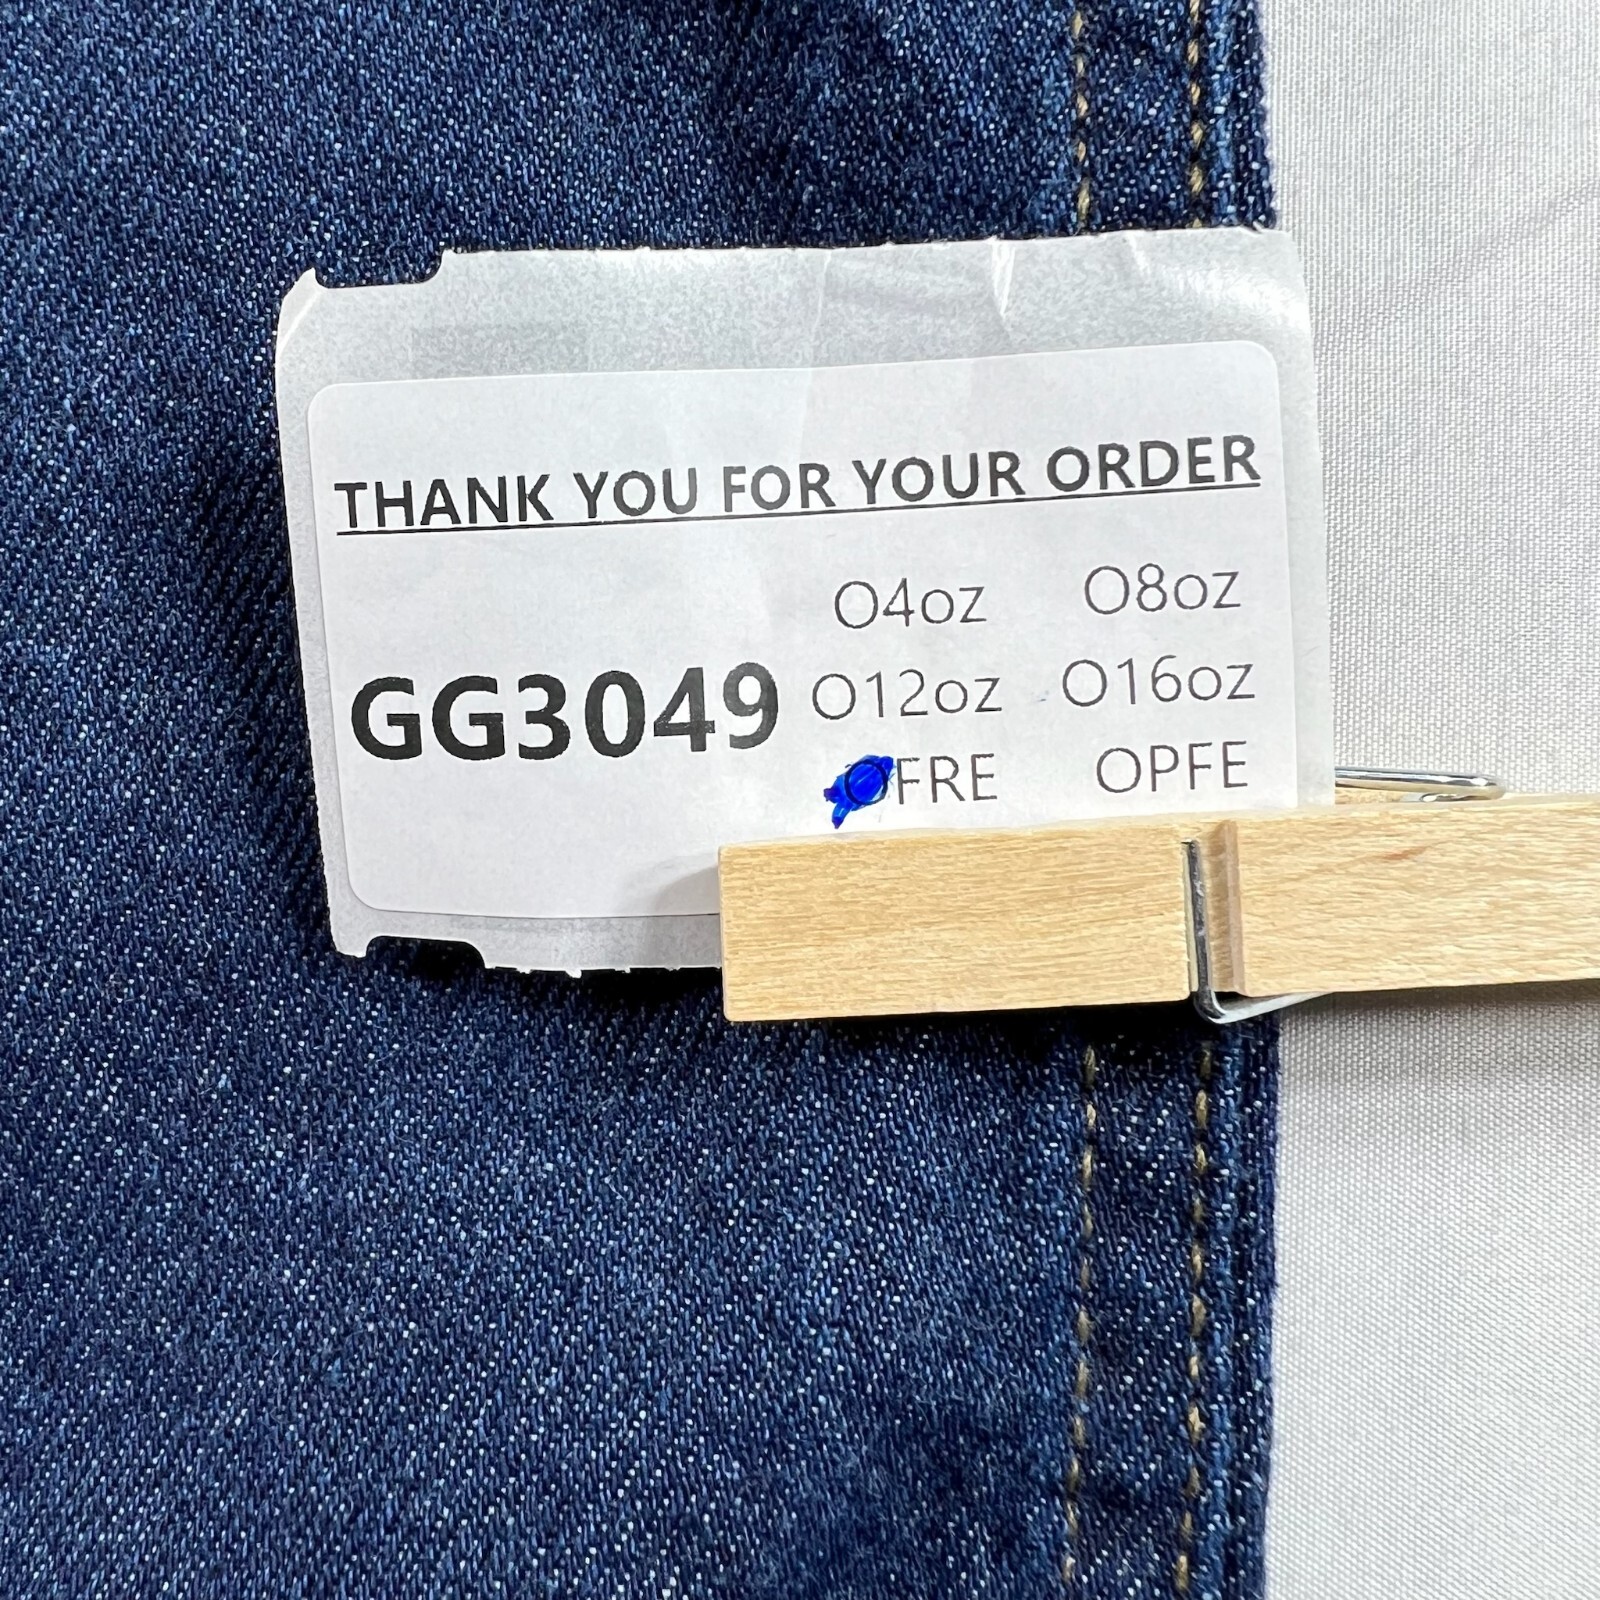 THANK YOU FOR YOUR ORDER
O4oz O8oz
GG3049 O12oz O16oz
OFRE OPFE